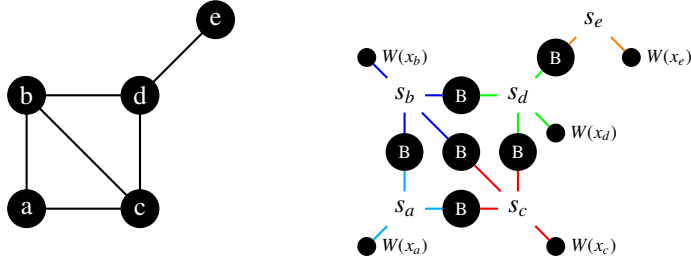 e
b
d
a
c
s_e
B
W(x_b)
W(x_e)
s_b
B
s_d
W(x_d)
B
B
B
s_a
B
s_c
W(x_a)
W(x_c)